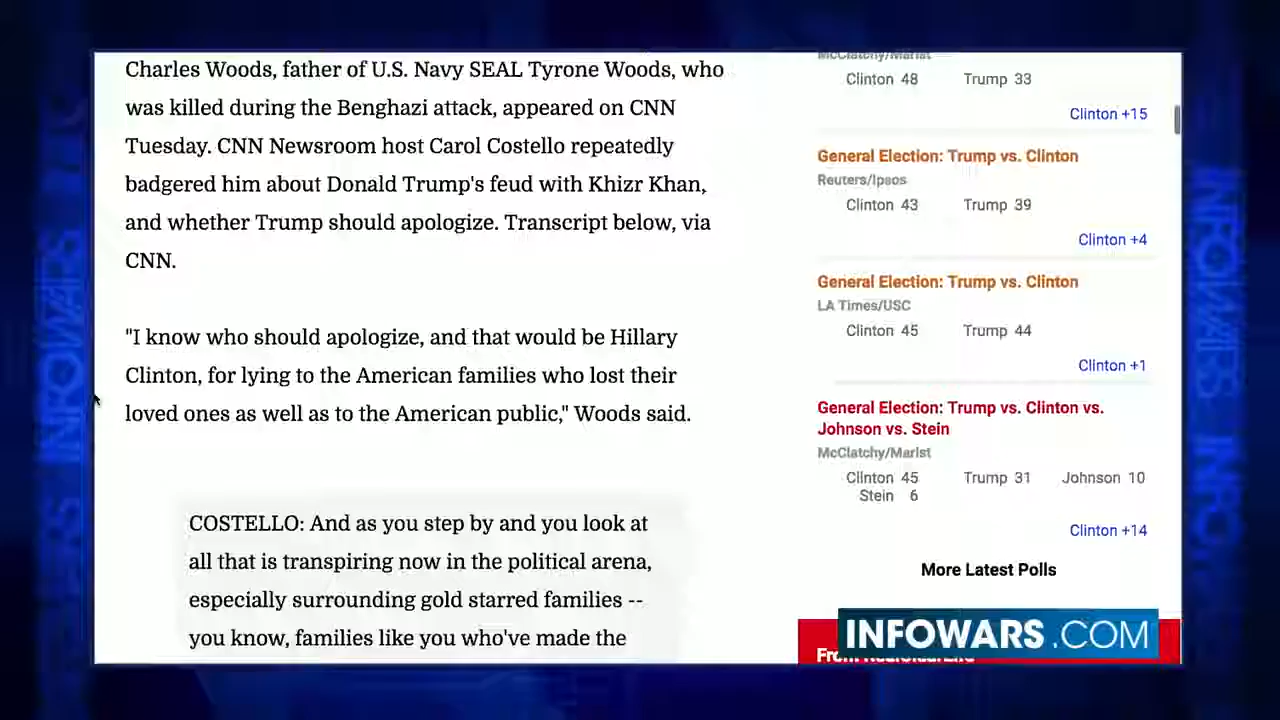 Charles Woods, father of U.S. Navy SEAL Tyrone Woods, who
was killed during the Benghazi attack, appeared on CNN
Tuesday. CNN Newsroom host Carol Costello repeatedly
badgered him about Donald Trump's feud with Khizr Khan,
and whether Trump should apologize. Transcript below, via
CNN.
"I know who should apologize, and that would be Hillary
Clinton, for lying to the American families who lost their
loved ones as well as to the American public," Woods said.
COSTELLO: And as you step by and you look at
all that is transpiring now in the political arena,
especially surrounding gold starred families --
you know, families like you who've made the
McClatchy/Marist
Clinton 48 Trump 33
Clinton +15
General Election: Trump vs. Clinton
Reuters/Ipsos
Clinton 43 Trump 39
Clinton +4
General Election: Trump vs. Clinton
LA Times/USC
Clinton 45 Trump 44
Clinton +1
General Election: Trump vs. Clinton vs.
Johnson vs. Stein
McClatchy/Marist
Clinton 45 Trump 31 Johnson 10
Stein 6
Clinton +14
More Latest Polls
From
INFOWARS.COM
INFOWARS
INFOWARS